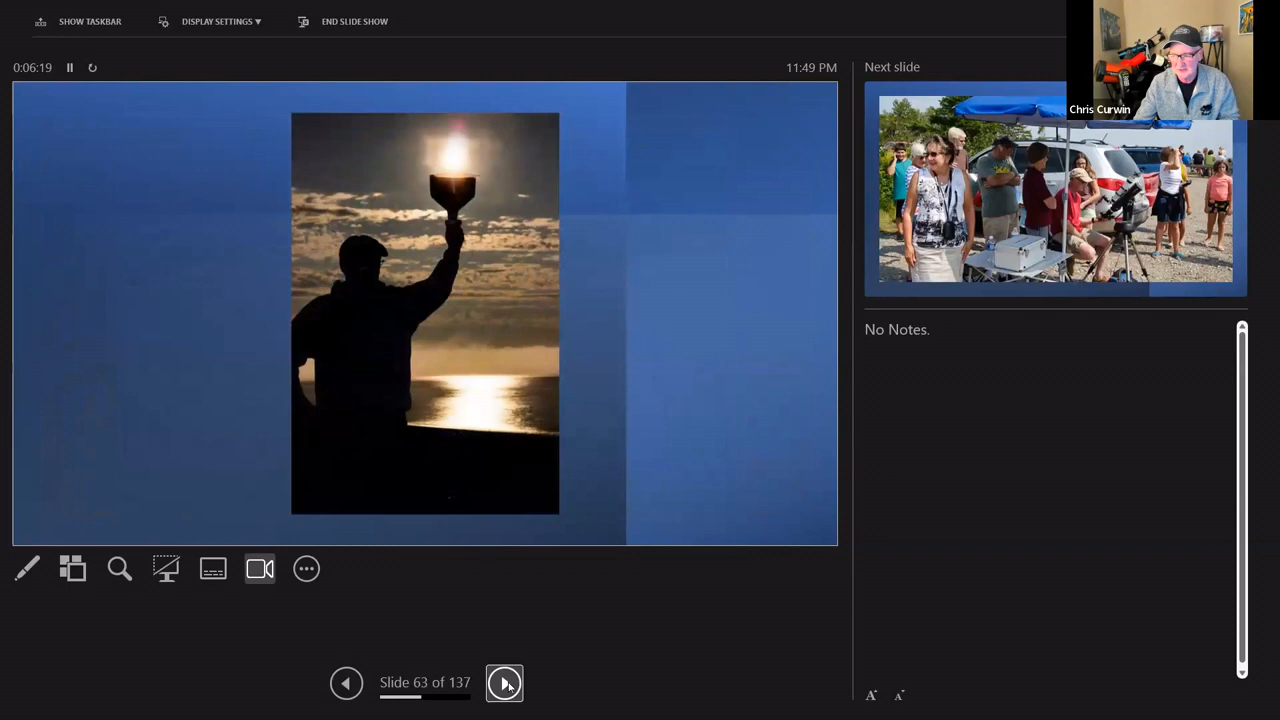 SHOW TASKBAR
DISPLAY SETTINGS ▼
END SLIDE SHOW
0:06:19
11:49 PM
Next slide
Chris Curwin
No Notes.
Slide 63 of 137
A A